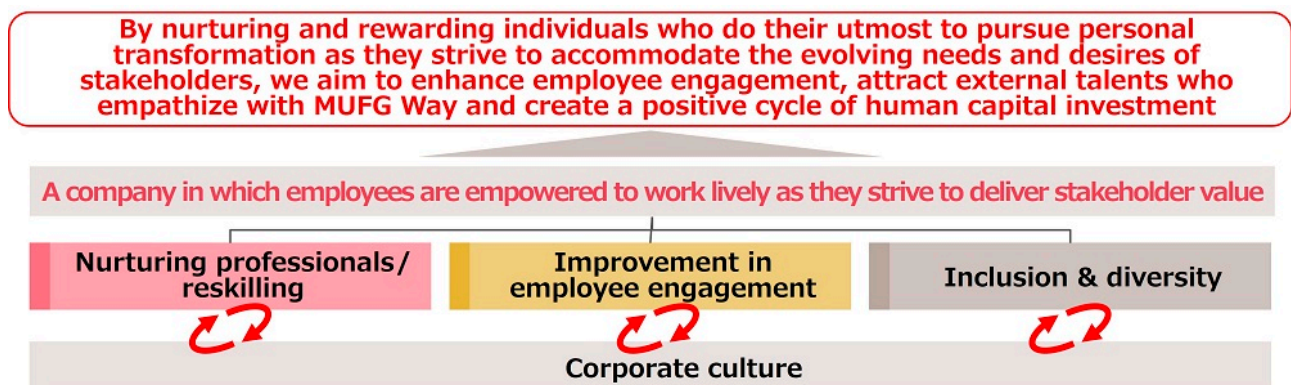 By nurturing and rewarding individuals who do their utmost to pursue personal
transformation as they strive to accommodate the evolving needs and desires of
stakeholders, we aim to enhance employee engagement, attract external talents who
empathize with MUFG Way and create a positive cycle of human capital investment
A company in which employees are empowered to work lively as they strive to deliver stakeholder value
Nurturing professionals/
reskilling
Improvement in
employee engagement
Inclusion & diversity
Corporate culture